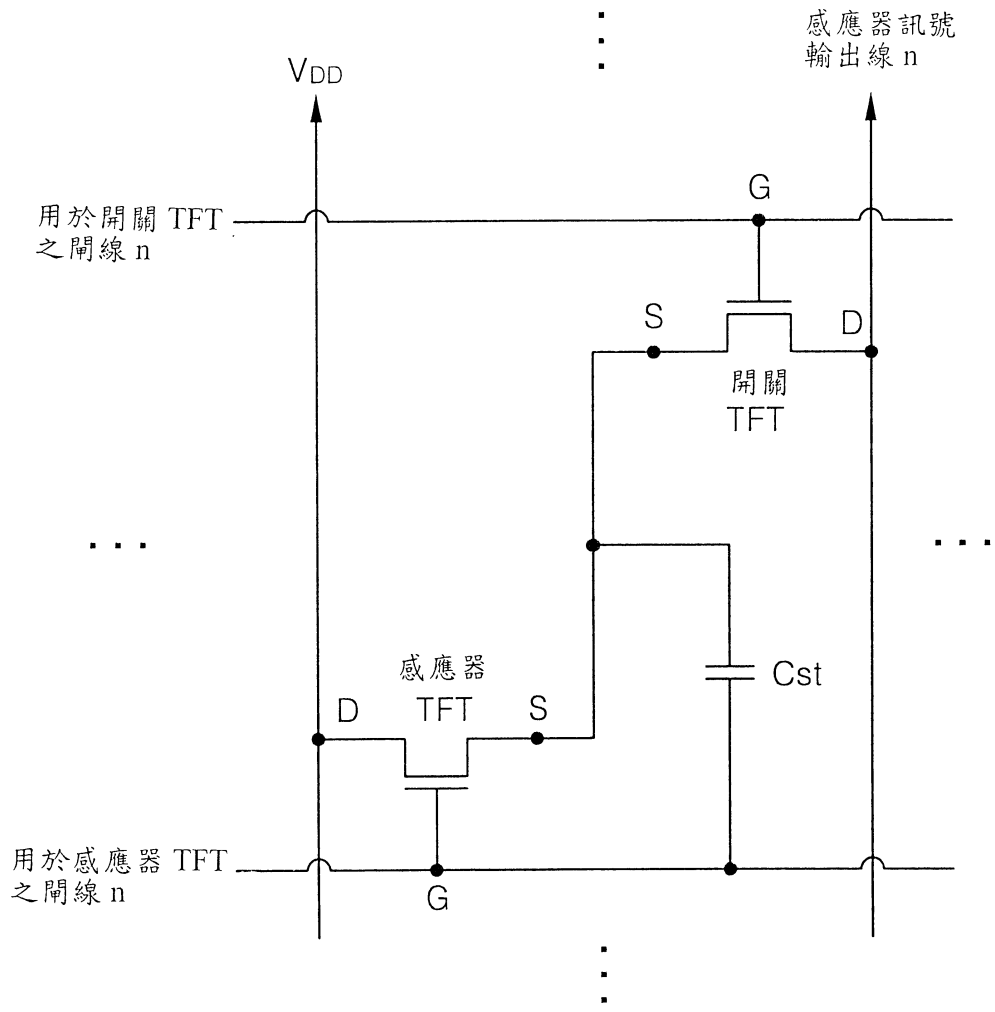 感應器訊號
輸出線 n
VDD
G
用於開關 TFT
之閘線 n
S
D
開關
TFT
Cst
感應器
TFT
D
S
用於感應器 TFT
之閘線 n
G